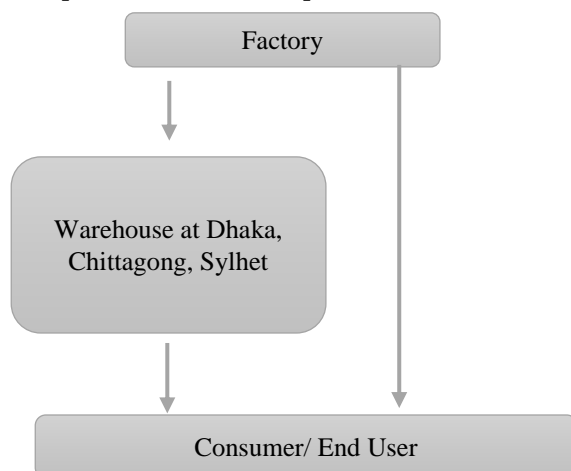 Factory
Warehouse at Dhaka,
Chittagong, Sylhet
Consumer/ End User